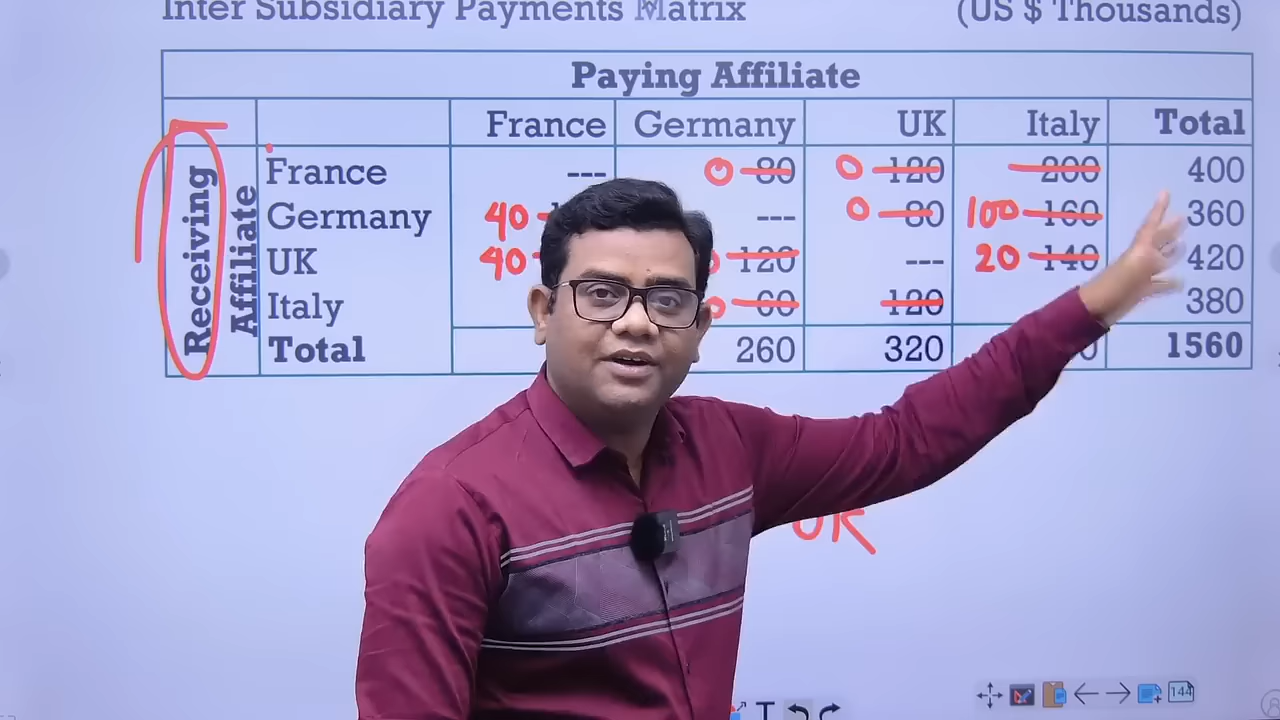 Inter Subsidiary Payments Matrix (US $ Thousands)
Paying Affiliate
France Germany UK Italy Total
Receiving Affiliate
France --- 0 80 0 120 200 400
Germany 40 --- 0 80 100 160 360
UK 40 120 --- 20 140 420
Italy 0 60 120 380
Total 260 320 1560
UK
T
144